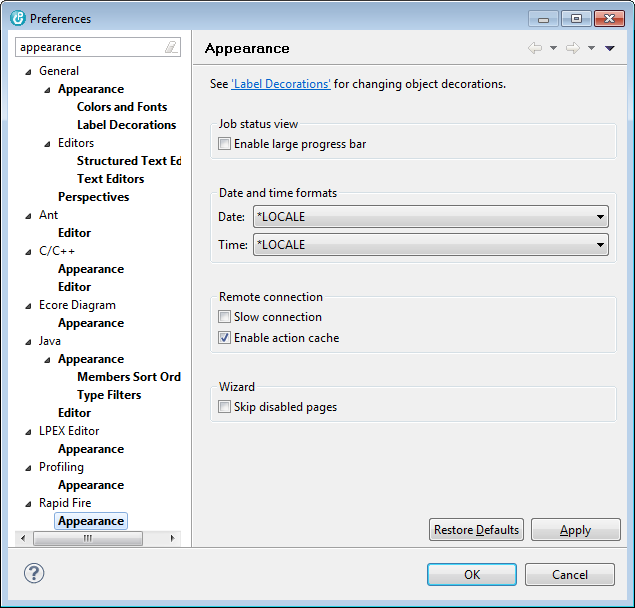 Preferences
appearance
General
Appearance
Colors and Fonts
Label Decorations
Editors
Structured Text Ed
Text Editors
Perspectives
Ant
Editor
C/C++
Appearance
Editor
Ecore Diagram
Appearance
Java
Appearance
Members Sort Ord
Type Filters
Editor
LPEX Editor
Appearance
Profiling
Appearance
Rapid Fire
Appearance
Appearance
See 'Label Decorations' for changing object decorations.
Job status view
Enable large progress bar
Date and time formats
Date: *LOCALE
Time: *LOCALE
Remote connection
Slow connection
Enable action cache
Wizard
Skip disabled pages
Restore Defaults Apply
OK Cancel